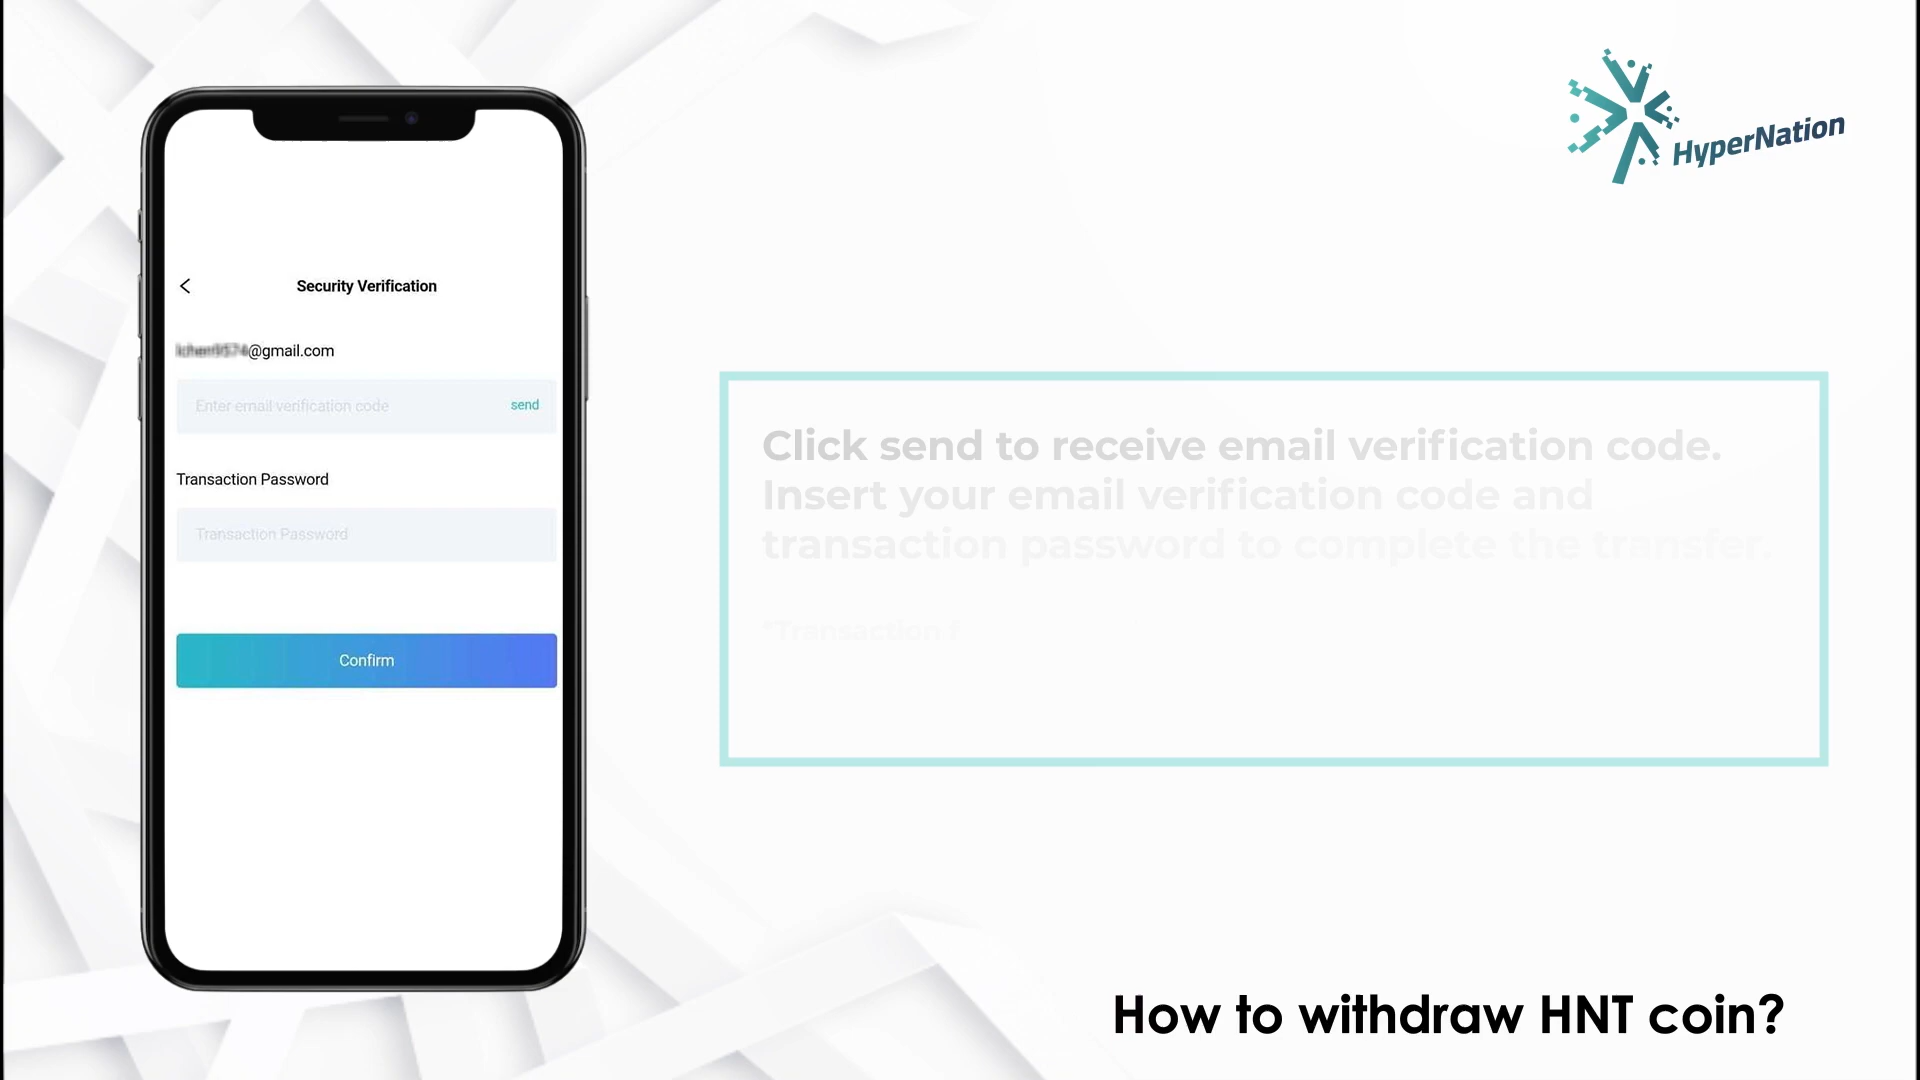 HyperNation
Security Verification
@gmail.com
Enter email verification code
send
Transaction Password
Transaction Password
Confirm
Click send to receive email verification code.
Insert your email verification code and
transaction password to complete the transfer.
*Transaction f
How to withdraw HNT coin?